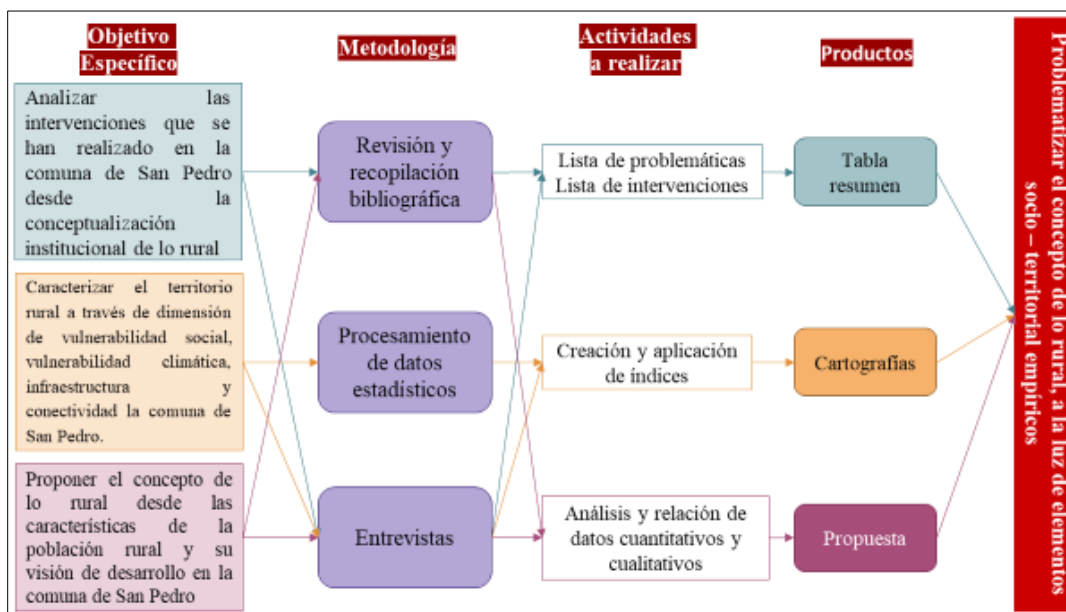 Objetivo
Específico
Metodología
Actividades
a realizar
Productos
Analizar las
intervenciones que se
han realizado en la
comuna de San Pedro
desde la
conceptualización
institucional de lo rural
Revisión y
recopilación
bibliográfica
Lista de problemáticas
Lista de intervenciones
Tabla
resumen
Caracterizar el territorio
rural a través de dimensión
de vulnerabilidad social,
vulnerabilidad climática,
infraestructura y
conectividad la comuna de
San Pedro.
Procesamiento
de datos
estadísticos
Creación y aplicación
de índices
Cartografías
Proponer el concepto de
lo rural desde las
características de la
población rural y su
visión de desarrollo en la
comuna de San Pedro
Entrevistas
Análisis y relación de
datos cuantitativos y
cualitativos
Propuesta
Problematizar el concepto de lo rural, a la luz de elementos
socio – territorial empíricos